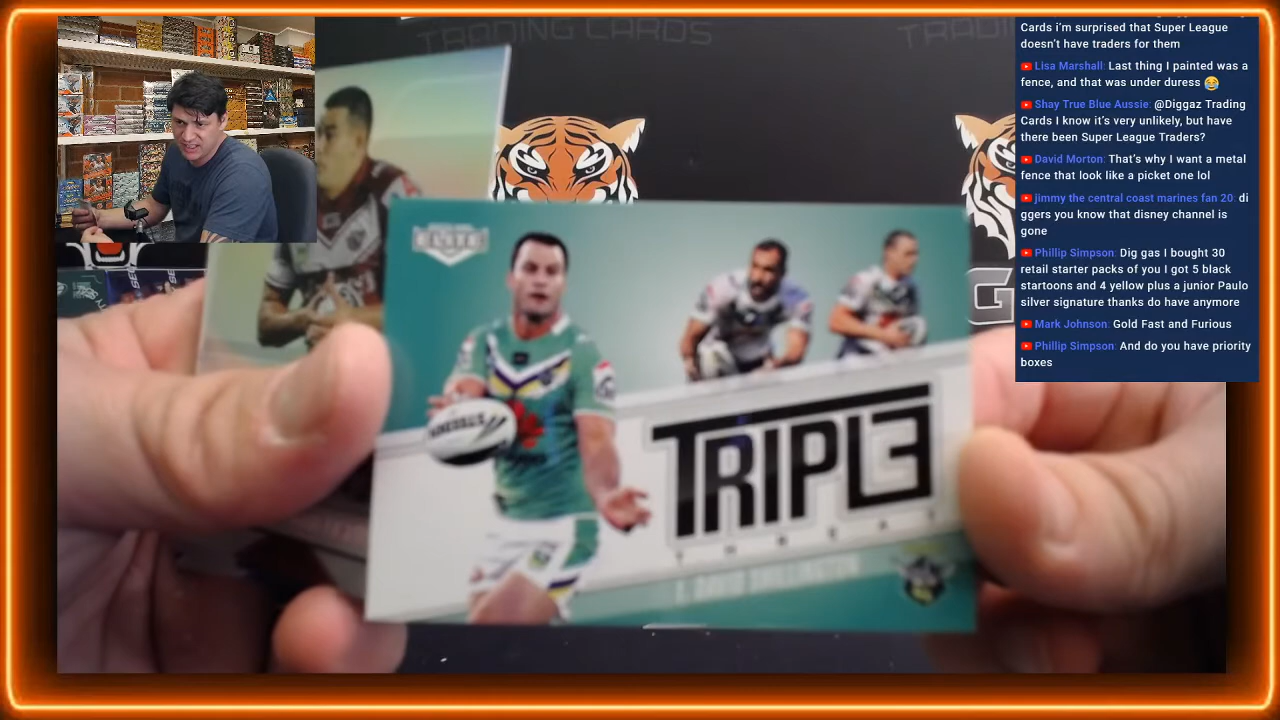 TRADING CARDS
TRADI
ELITE
TRIPL3
THREAT
G
Cards i'm surprised that Super League
doesn't have traders for them
Lisa Marshall: Last thing I painted was a
fence, and that was under duress 😂
Shay True Blue Aussie: @Diggaz Trading
Cards I know it's very unlikely, but have
there been Super League Traders?
David Morton: That's why I want a metal
fence that look like a picket one lol
jimmy the central coast marines fan 20: di
ggers you know that disney channel is
gone
Phillip Simpson: Dig gas I bought 30
retail starter packs of you I got 5 black
startoons and 4 yellow plus a junior Paulo
silver signature thanks do have anymore
Mark Johnson: Gold Fast and Furious
Phillip Simpson: And do you have priority
boxes